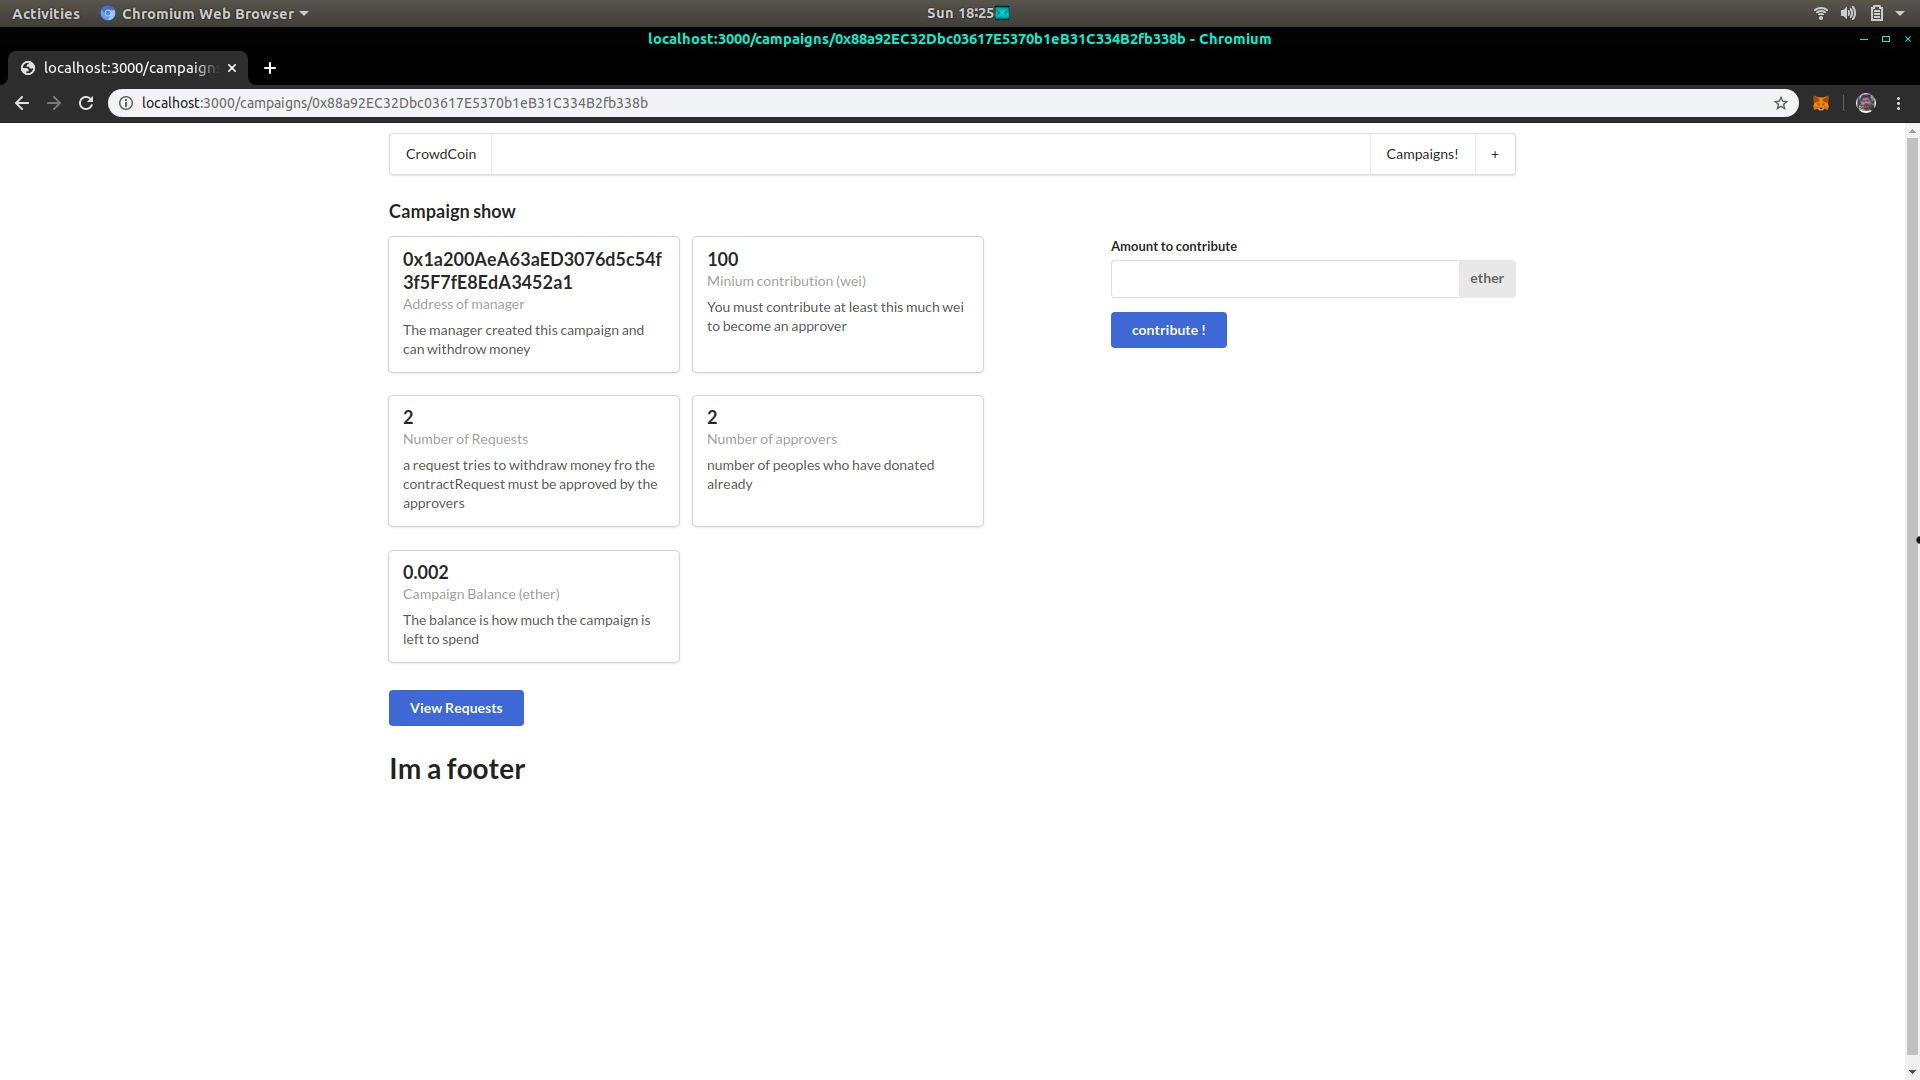 Activities
Chromium Web Browser
Sun 18:25
localhost:3000/campaigns/0x88a92EC32Dbc03617E5370b1eB31C334B2fb338b - Chromium
localhost:3000/campaign
localhost:3000/campaigns/0x88a92EC32Dbc03617E5370b1eB31C334B2fb338b
CrowdCoin
Campaigns!
+
Campaign show
0x1a200AeA63aED3076d5c54f
3f5F7fE8EdA3452a1
Address of manager
The manager created this campaign and
can withdrow money
100
Minium contribution (wei)
You must contribute at least this much wei
to become an approver
Amount to contribute
ether
contribute !
2
Number of Requests
a request tries to withdraw money fro the
contractRequest must be approved by the
approvers
2
Number of approvers
number of peoples who have donated
already
0.002
Campaign Balance (ether)
The balance is how much the campaign is
left to spend
View Requests
Im a footer